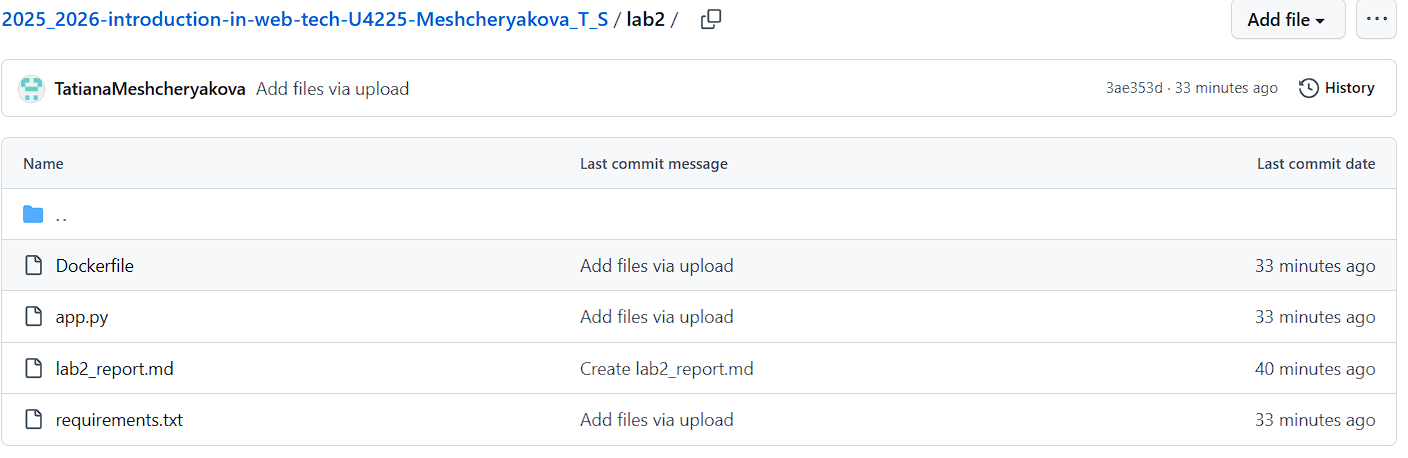 2025_2026-introduction-in-web-tech-U4225-Meshcheryakova_T_S / lab2 / Add file
TatianaMeshcheryakova Add files via upload 3ae353d · 33 minutes ago History
Name Last commit message Last commit date
..
Dockerfile Add files via upload 33 minutes ago
app.py Add files via upload 33 minutes ago
lab2_report.md Create lab2_report.md 40 minutes ago
requirements.txt Add files via upload 33 minutes ago